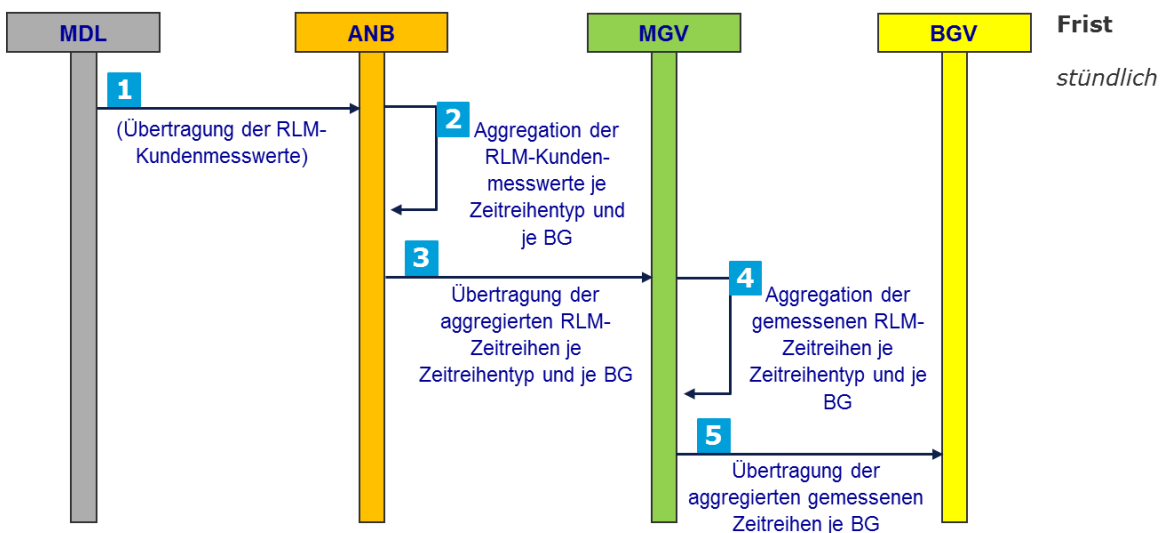 MDL
ANB
MGV
BGV
Frist
stündlich
1
(Übertragung der RLM-
Kundenmesswerte)
2
Aggregation der
RLM-Kunden-
messwerte je
Zeitreihentyp und
je BG
3
Übertragung der
aggregierten RLM-
Zeitreihen je
Zeitreihentyp und je BG
4
Aggregation der
gemessenen RLM-
Zeitreihen je
Zeitreihentyp und je
BG
5
Übertragung der
aggregierten gemessenen
Zeitreihen je BG